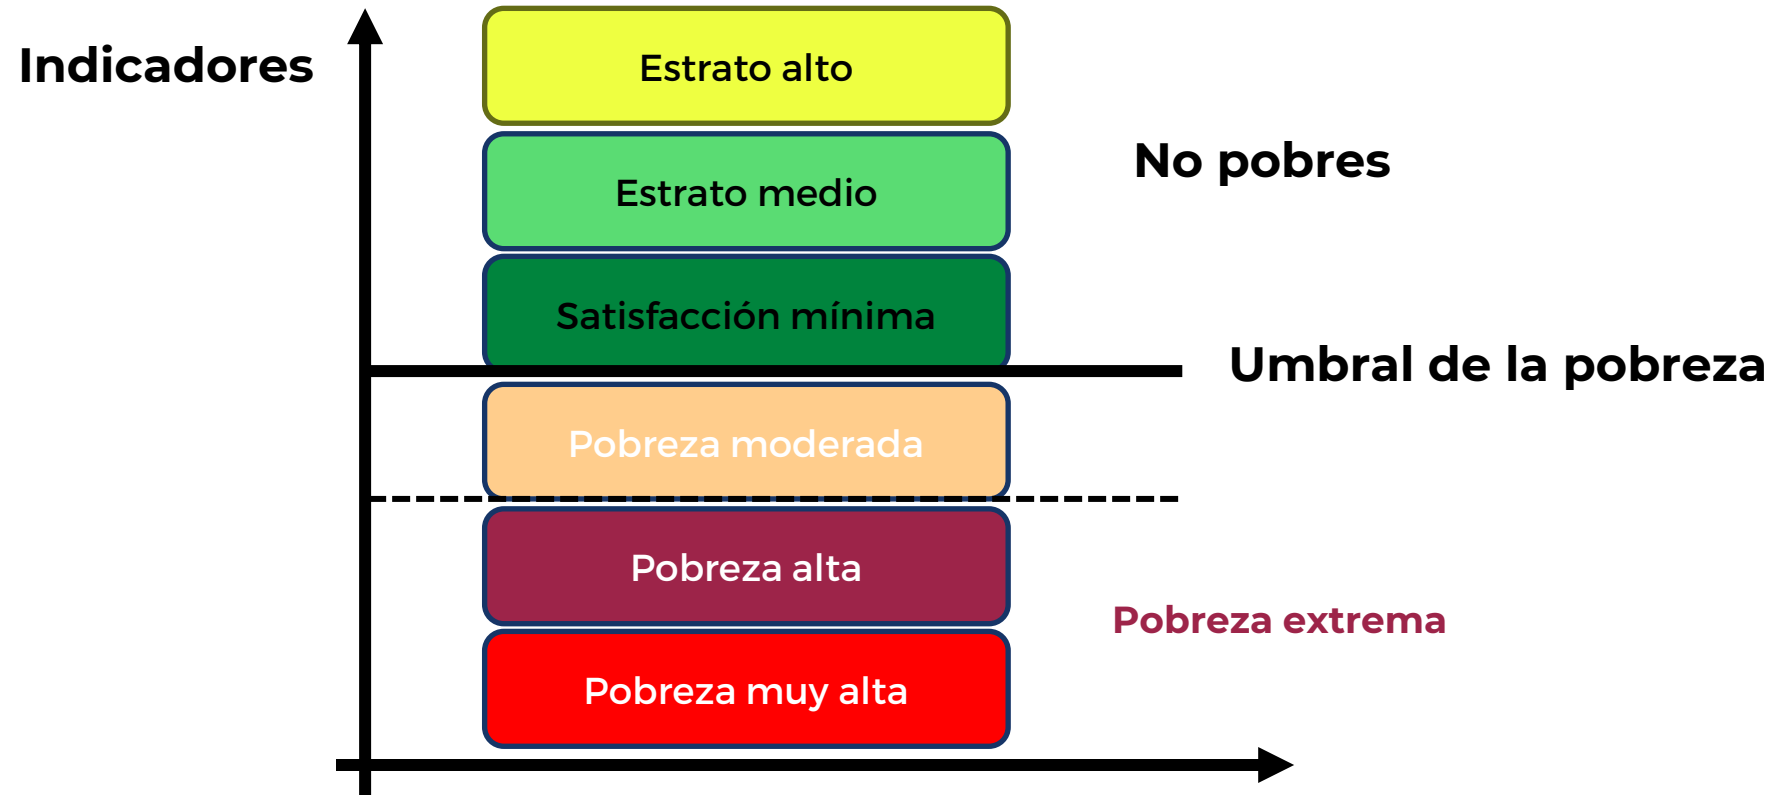 Indicadores
Estrato alto
Estrato medio
No pobres
Satisfacción mínima
Umbral de la pobreza
Pobreza moderada
Pobreza alta
Pobreza extrema
Pobreza muy alta